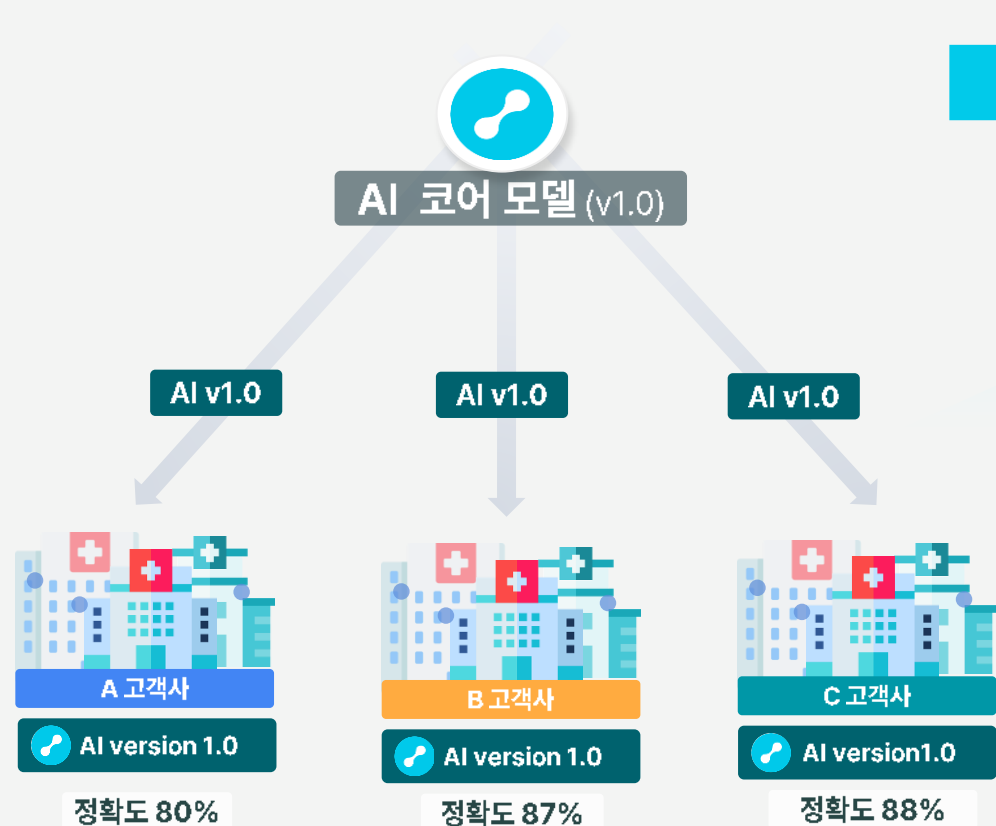 AI 코어 모델 (v1.0)
AI v1.0
AI v1.0
AI v1.0
A 고객사
B 고객사
C 고객사
AI version 1.0
AI version 1.0
AI version1.0
정확도 80%
정확도 87%
정확도 88%